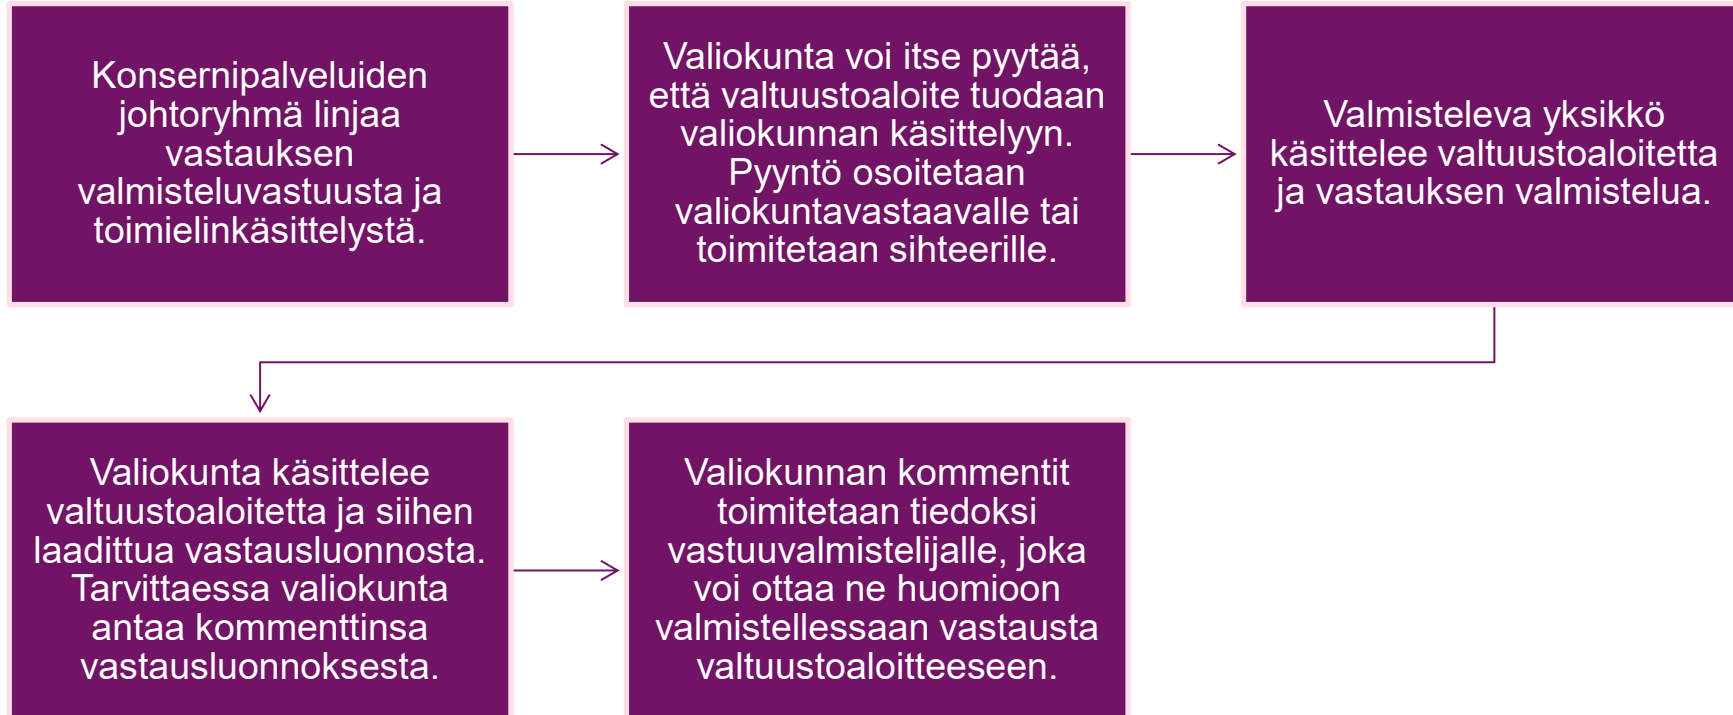 Konsernipalveluiden
johtoryhmä linjaa
vastauksen
valmisteluvastuusta ja
toimielinkäsittelystä.
Valiokunta voi itse pyytää,
että valtuustoaloite tuodaan
valiokunnan käsittelyyn.
Pyyntö osoitetaan
valiokuntavastaavalle tai
toimitetaan sihteerille.
Valmisteleva yksikkö
käsittelee valtuustoaloitetta
ja vastauksen valmistelua.
Valiokunta käsittelee
valtuustoaloitetta ja siihen
laadittua vastausluonnosta.
Tarvittaessa valiokunta
antaa kommenttinsa
vastausluonnoksesta.
Valiokunnan kommentit
toimitetaan tiedoksi
vastuuvalmistelijalle, joka
voi ottaa ne huomioon
valmistellessaan vastausta
valtuustoaloitteeseen.